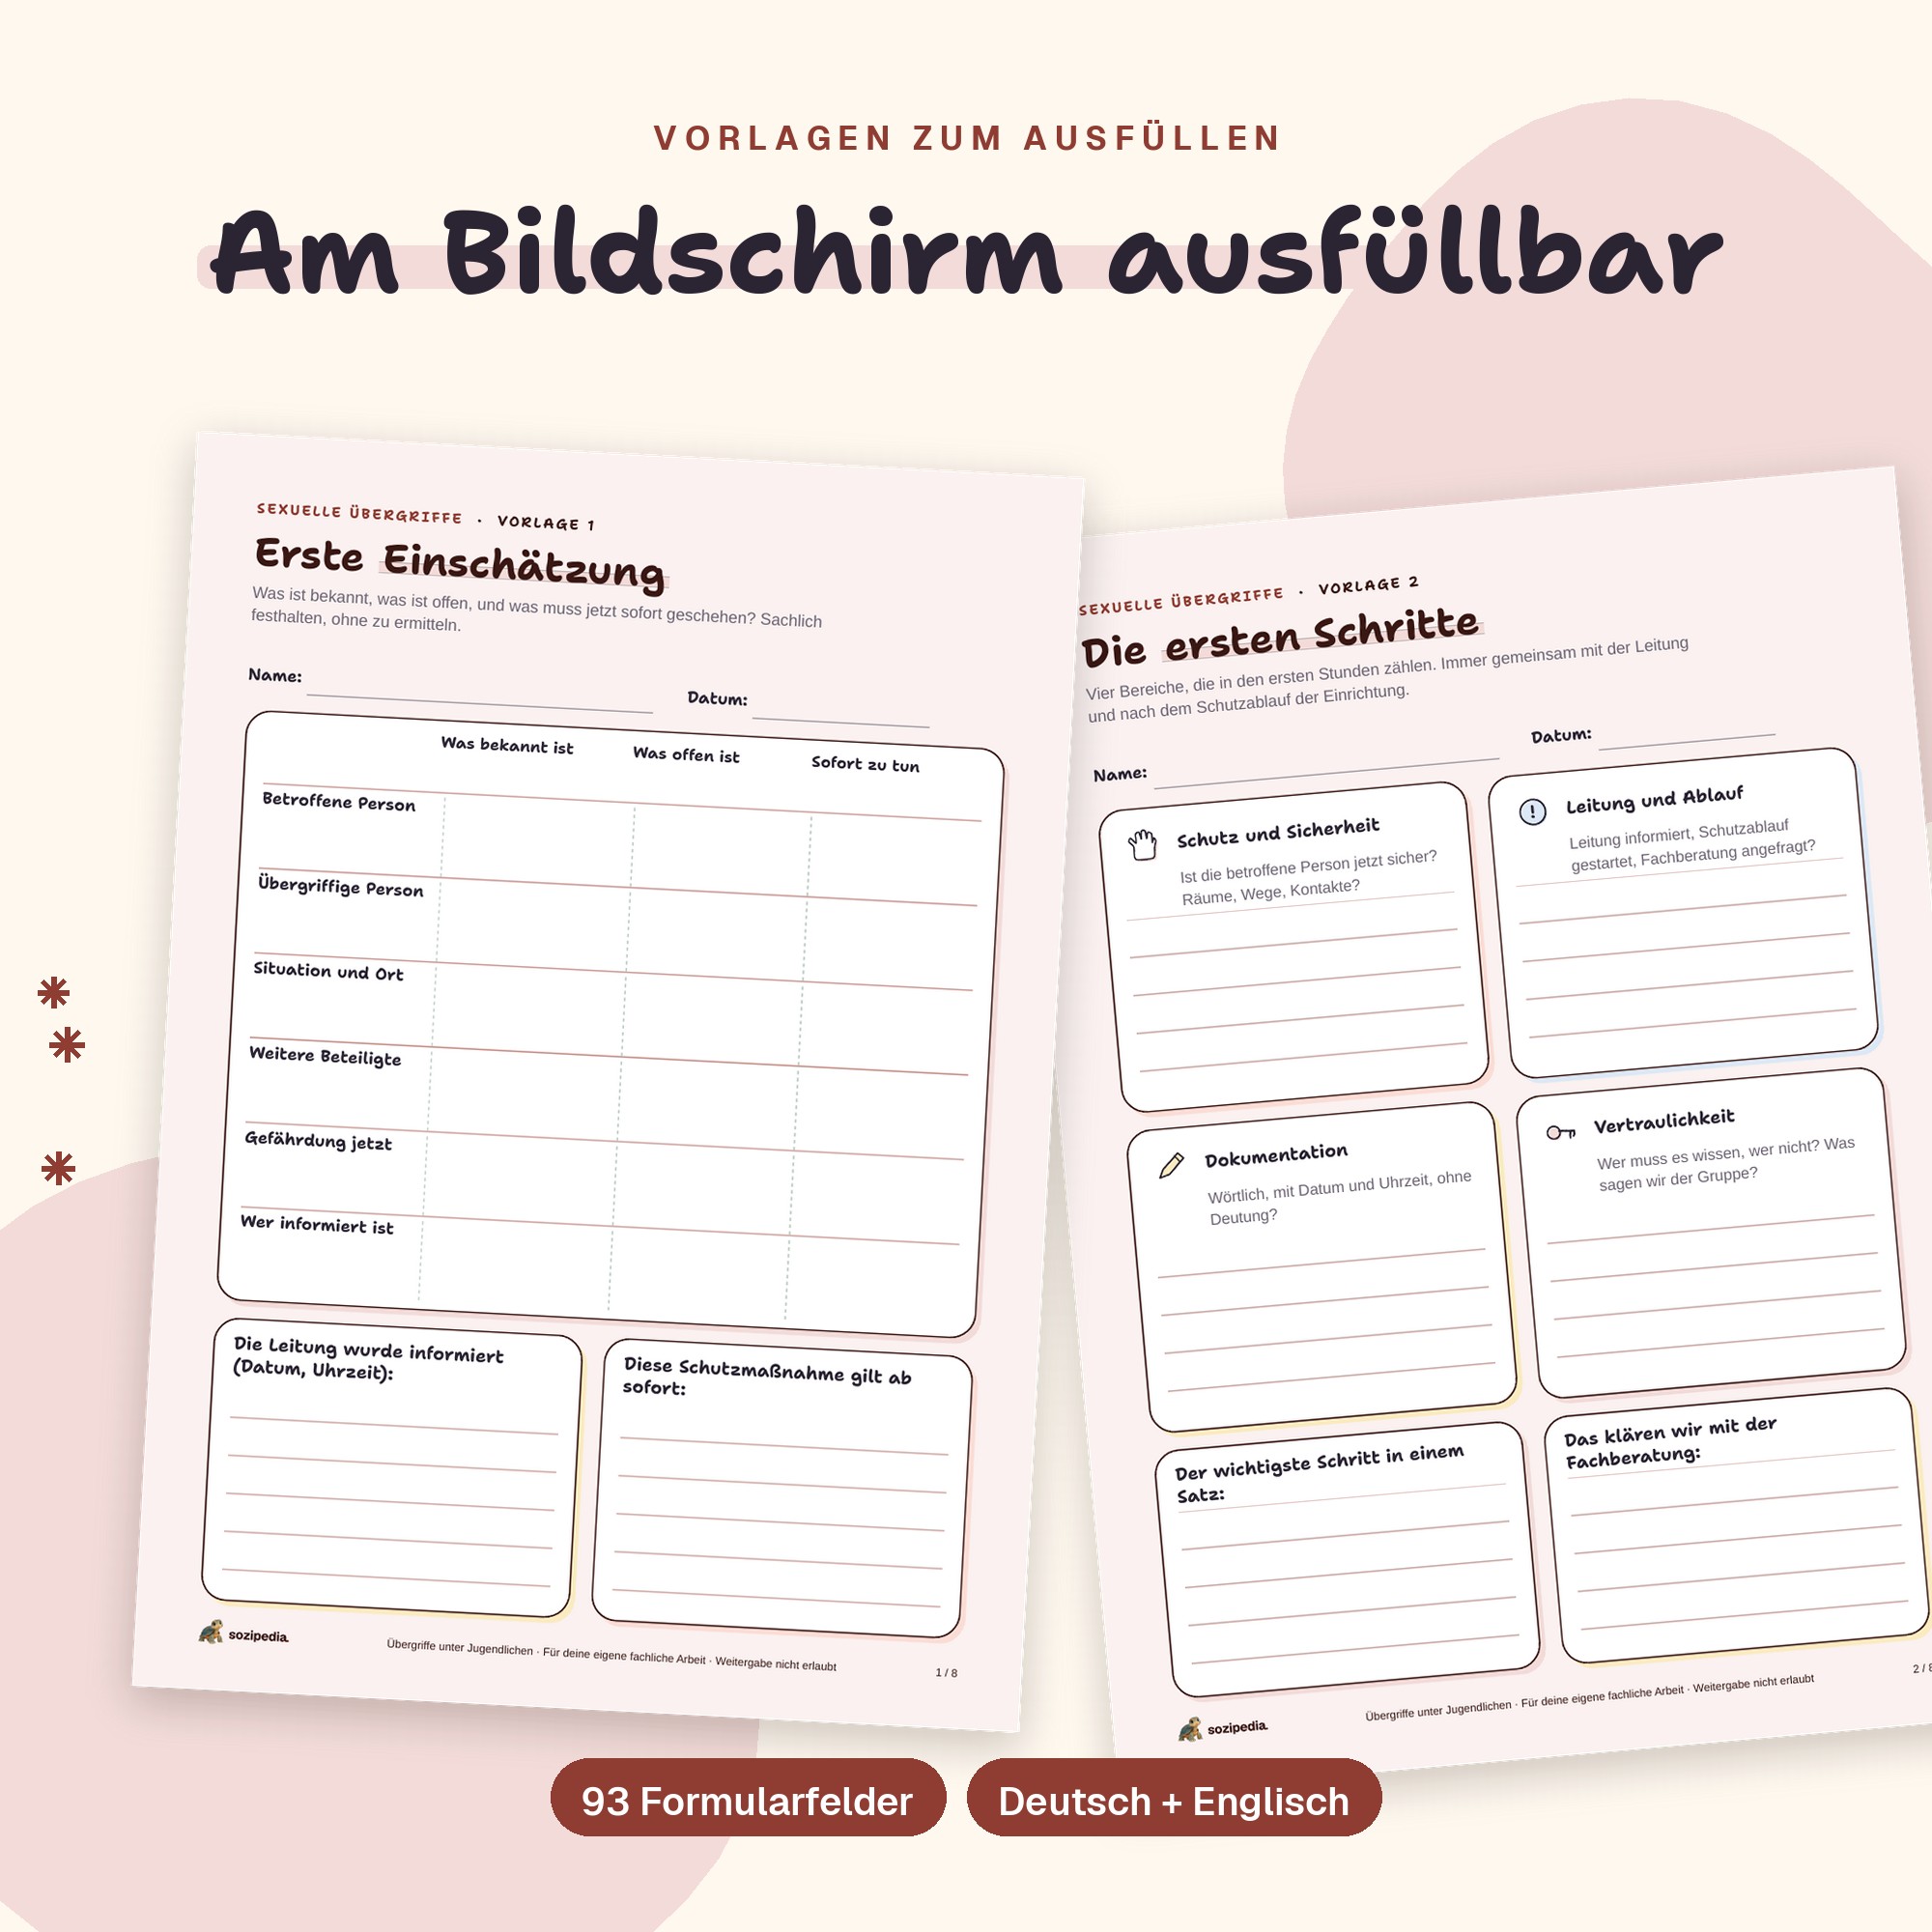 VORLAGEN ZUM AUSFÜLLEN
Am Bildschirm ausfüllbar
SEXUELLE ÜBERGRIFFE · VORLAGE 1
Erste Einschätzung
Was ist bekannt, was ist offen, und was muss jetzt sofort geschehen? Sachlich
festhalten, ohne zu ermitteln.
Name:
Datum:
Was bekannt ist
Was offen ist
Sofort zu tun
Betroffene Person
Übergriffige Person
Situation und Ort
Weitere Beteiligte
Gefährdung jetzt
Wer informiert ist
Die Leitung wurde informiert
(Datum, Uhrzeit):
Diese Schutzmaßnahme gilt ab
sofort:
sozipedia.
Übergriffe unter Jugendlichen · Für deine eigene fachliche Arbeit · Weitergabe nicht erlaubt
1 / 8
SEXUELLE ÜBERGRIFFE · VORLAGE 2
Die ersten Schritte
Vier Bereiche, die in den ersten Stunden zählen. Immer gemeinsam mit der Leitung
und nach dem Schutzablauf der Einrichtung.
Name:
Datum:
Schutz und Sicherheit
Ist die betroffene Person jetzt sicher?
Räume, Wege, Kontakte?
Leitung und Ablauf
Leitung informiert, Schutzablauf
gestartet, Fachberatung angefragt?
Dokumentation
Wörtlich, mit Datum und Uhrzeit, ohne
Deutung?
Vertraulichkeit
Wer muss es wissen, wer nicht? Was
sagen wir der Gruppe?
Der wichtigste Schritt in einem
Satz:
Das klären wir mit der
Fachberatung:
sozipedia.
Übergriffe unter Jugendlichen · Für deine eigene fachliche Arbeit · Weitergabe nicht erlaubt
2 / 8
93 Formularfelder
Deutsch + Englisch